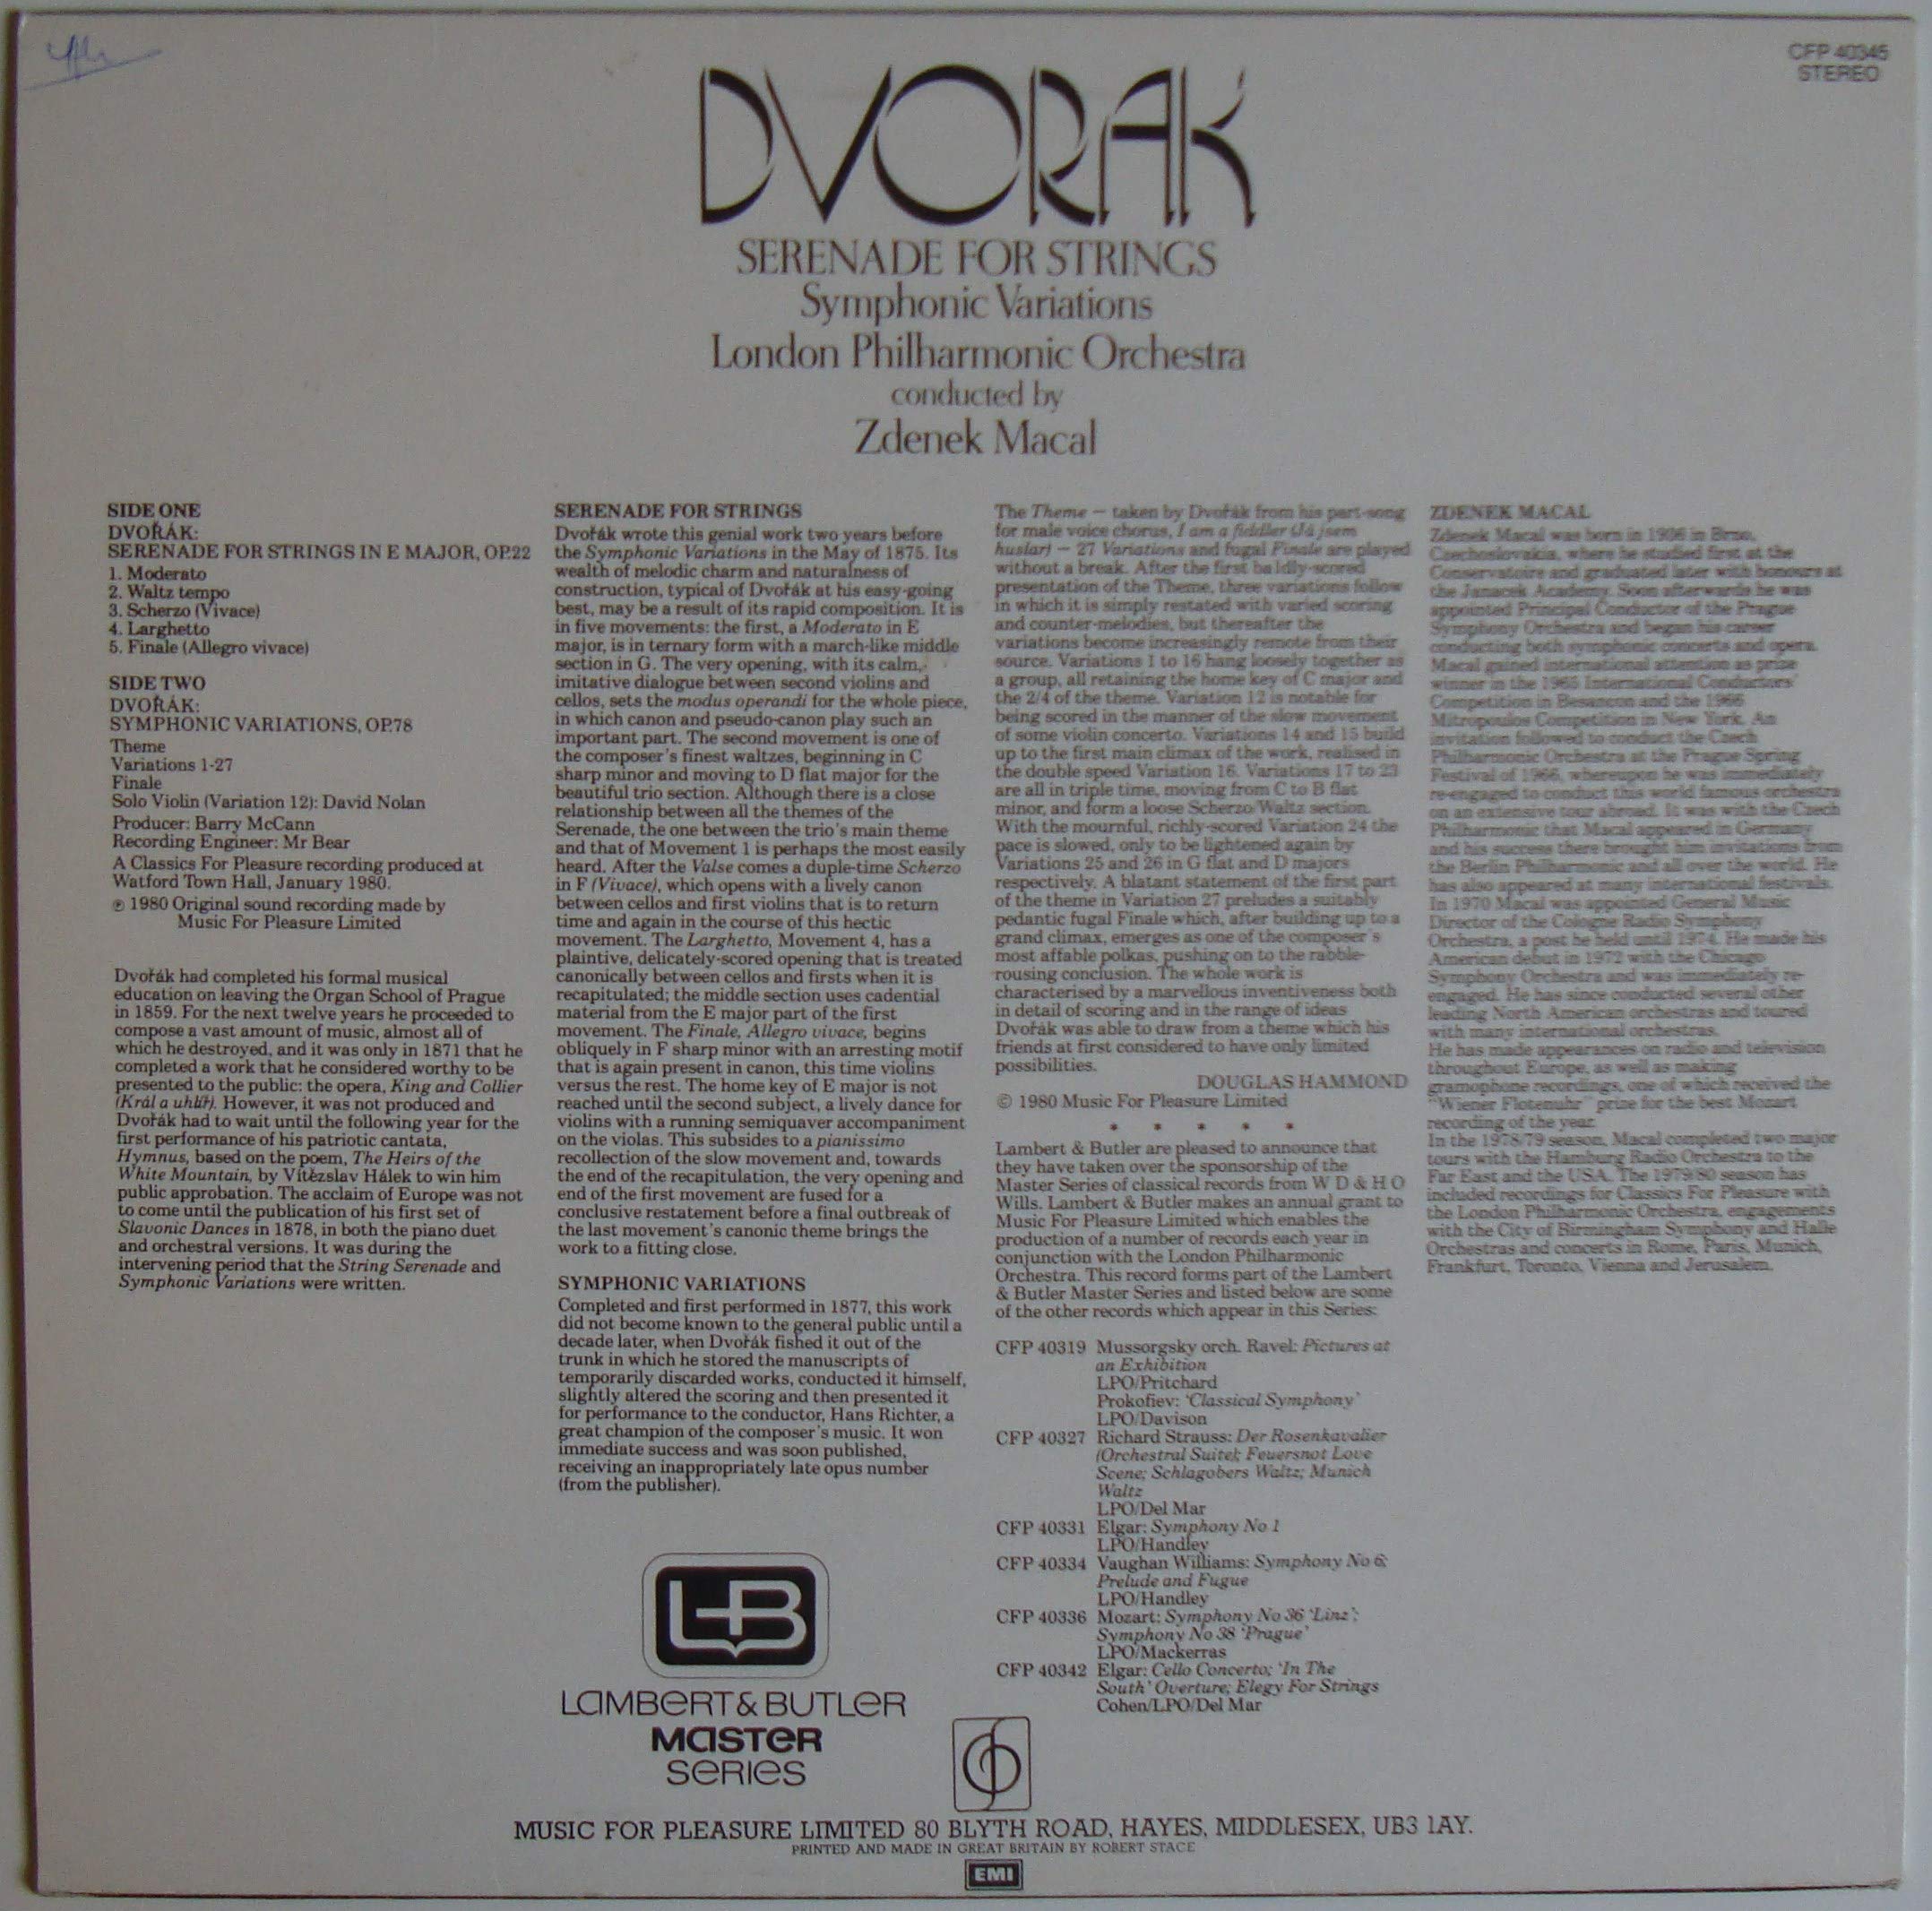 CFP 40345
STEREO
DVOŘÁK
SERENADE FOR STRINGS
Symphonic Variations
London Philharmonic Orchestra
conducted by
Zdenek Macal
SIDE ONE
DVOŘÁK:
SERENADE FOR STRINGS IN E MAJOR, OP.22
1. Moderato
2. Waltz tempo
3. Scherzo (Vivace)
4. Larghetto
5. Finale (Allegro vivace)
SIDE TWO
DVOŘÁK:
SYMPHONIC VARIATIONS, OP.78
Theme
Variations 1-27
Finale
Solo Violin (Variation 12): David Nolan
Producer: Barry McCann
Recording Engineer: Mr Bear
A Classics For Pleasure recording produced at
Watford Town Hall, January 1980.
℗ 1980 Original sound recording made by
Music For Pleasure Limited
Dvořák had completed his formal musical
education on leaving the Organ School of Prague
in 1859. For the next twelve years he proceeded to
compose a vast amount of music, almost all of
which he destroyed, and it was only in 1871 that he
completed a work that he considered worthy to be
presented to the public: the opera, King and Collier
(Král a uhlíř). However, it was not produced and
Dvořák had to wait until the following year for the
first performance of his patriotic cantata,
Hymnus, based on the poem, The Heirs of the
White Mountain, by Vítězslav Hálek to win him
public approbation. The acclaim of Europe was not
to come until the publication of his first set of
Slavonic Dances in 1878, in both the piano duet
and orchestral versions. It was during the
intervening period that the String Serenade and
Symphonic Variations were written.
SERENADE FOR STRINGS
Dvořák wrote this genial work two years before
the Symphonic Variations in the May of 1875. Its
wealth of melodic charm and naturalness of
construction, typical of Dvořák at his easy-going
best, may be a result of its rapid composition. It is
in five movements: the first, a Moderato in E
major, is in ternary form with a march-like middle
section in G. The very opening, with its calm,
imitative dialogue between second violins and
cellos, sets the modus operandi for the whole piece,
in which canon and pseudo-canon play such an
important part. The second movement is one of
the composer's finest waltzes, beginning in C
sharp minor and moving to D flat major for the
beautiful trio section. Although there is a close
relationship between all the themes of the
Serenade, the one between the trio's main theme
and that of Movement 1 is perhaps the most easily
heard. After the Valse comes a duple-time Scherzo
in F (Vivace), which opens with a lively canon
between cellos and first violins that is to return
time and again in the course of this hectic
movement. The Larghetto, Movement 4, has a
plaintive, delicately-scored opening that is treated
canonically between cellos and firsts when it is
recapitulated; the middle section uses cadential
material from the E major part of the first
movement. The Finale, Allegro vivace, begins
obliquely in F sharp minor with an arresting motif
that is again present in canon, this time violins
versus the rest. The home key of E major is not
reached until the second subject, a lively dance for
violins with a running semiquaver accompaniment
on the violas. This subsides to a pianissimo
recollection of the slow movement and, towards
the end of the recapitulation, the very opening and
end of the first movement are fused for a
conclusive restatement before a final outbreak of
the last movement's canonic theme brings the
work to a fitting close.
SYMPHONIC VARIATIONS
Completed and first performed in 1877, this work
did not become known to the general public until a
decade later, when Dvořák fished it out of the
trunk in which he stored the manuscripts of
temporarily discarded works, conducted it himself,
slightly altered the scoring and then presented it
for performance to the conductor, Hans Richter, a
great champion of the composer's music. It won
immediate success and was soon published,
receiving an inappropriately late opus number
(from the publisher).
The Theme – taken by Dvořák from his part-song
for male voice chorus, I am a fiddler (Já jsem
huslar) – 27 Variations and fugal Finale are played
without a break. After the first baldly-scored
presentation of the Theme, three variations follow
in which it is simply restated with varied scoring
and counter-melodies, but thereafter the
variations become increasingly remote from their
source. Variations 1 to 16 hang loosely together as
a group, all retaining the home key of C major and
the 2/4 of the theme. Variation 12 is notable for
being scored in the manner of the slow movement
of some violin concerto. Variations 14 and 15 build
up to the first main climax of the work, realised in
the double speed Variation 16. Variations 17 to 23
are all in triple time, moving from C to B flat
minor, and form a loose Scherzo/Waltz section.
With the mournful, richly-scored Variation 24 the
pace is slowed, only to be lightened again by
Variations 25 and 26 in G flat and D majors
respectively. A blatant statement of the first part
of the theme in Variation 27 preludes a suitably
pedantic fugal Finale which, after building up to a
grand climax, emerges as one of the composer's
most affable polkas, pushing on to the rabble-
rousing conclusion. The whole work is
characterised by a marvellous inventiveness both
in detail of scoring and in the range of ideas
Dvořák was able to draw from a theme which his
friends at first considered to have only limited
possibilities.
DOUGLAS HAMMOND
© 1980 Music For Pleasure Limited
* * * * *
Lambert & Butler are pleased to announce that
they have taken over the sponsorship of the
Master Series of classical records from W D & H O
Wills. Lambert & Butler makes an annual grant to
Music For Pleasure Limited which enables the
production of a number of records each year in
conjunction with the London Philharmonic
Orchestra. This record forms part of the Lambert
& Butler Master Series and listed below are some
of the other records which appear in this Series:
CFP 40319 Mussorgsky orch. Ravel: Pictures at
an Exhibition
LPO/Pritchard
Prokofiev: 'Classical Symphony'
LPO/Davison
CFP 40327 Richard Strauss: Der Rosenkavalier
(Orchestral Suite); Feuersnot Love
Scene; Schlagobers Waltz; Munich
Waltz
LPO/Del Mar
CFP 40331 Elgar: Symphony No 1
LPO/Handley
CFP 40334 Vaughan Williams: Symphony No 6;
Prelude and Fugue
LPO/Handley
CFP 40336 Mozart: Symphony No 36 'Linz';
Symphony No 38 'Prague'
LPO/Mackerras
CFP 40342 Elgar: Cello Concerto; 'In The
South' Overture; Elegy For Strings
Cohen/LPO/Del Mar
ZDENEK MACAL
Zdenek Macal was born in 1936 in Brno,
Czechoslovakia, where he studied first at the
Conservatoire and graduated later with honours at
the Janacek Academy. Soon afterwards he was
appointed Principal Conductor of the Prague
Symphony Orchestra and began his career
conducting both symphonic concerts and opera.
Macal gained international attention as prize
winner in the 1965 International Conductors'
Competition in Besancon and the 1966
Mitropoulos Competition in New York. An
invitation followed to conduct the Czech
Philharmonic Orchestra at the Prague Spring
Festival of 1966, whereupon he was immediately
re-engaged to conduct this world famous orchestra
on an extensive tour abroad. It was with the Czech
Philharmonic that Macal appeared in Germany
and his success there brought him invitations from
the Berlin Philharmonic and all over the world. He
has also appeared at many international festivals.
In 1970 Macal was appointed General Music
Director of the Cologne Radio Symphony
Orchestra, a post he held until 1974. He made his
American debut in 1972 with the Chicago
Symphony Orchestra and was immediately re-
engaged. He has since conducted several other
leading North American orchestras and toured
with many international orchestras.
He has made appearances on radio and television
throughout Europe, as well as making
gramophone recordings, one of which received the
"Wiener Flotenuhr" prize for the best Mozart
recording of the year.
In the 1978/79 season, Macal completed two major
tours with the Hamburg Radio Orchestra to the
Far East and the USA. The 1979/80 season has
included recordings for Classics For Pleasure with
the London Philharmonic Orchestra, engagements
with the City of Birmingham Symphony and Halle
Orchestras and concerts in Rome, Paris, Munich,
Frankfurt, Toronto, Vienna and Jerusalem.
LB
LAMBERT & BUTLER
MASTER
SERIES
MUSIC FOR PLEASURE LIMITED 80 BLYTH ROAD, HAYES, MIDDLESEX, UB3 1AY.
PRINTED AND MADE IN GREAT BRITAIN BY ROBERT STACE
EMI